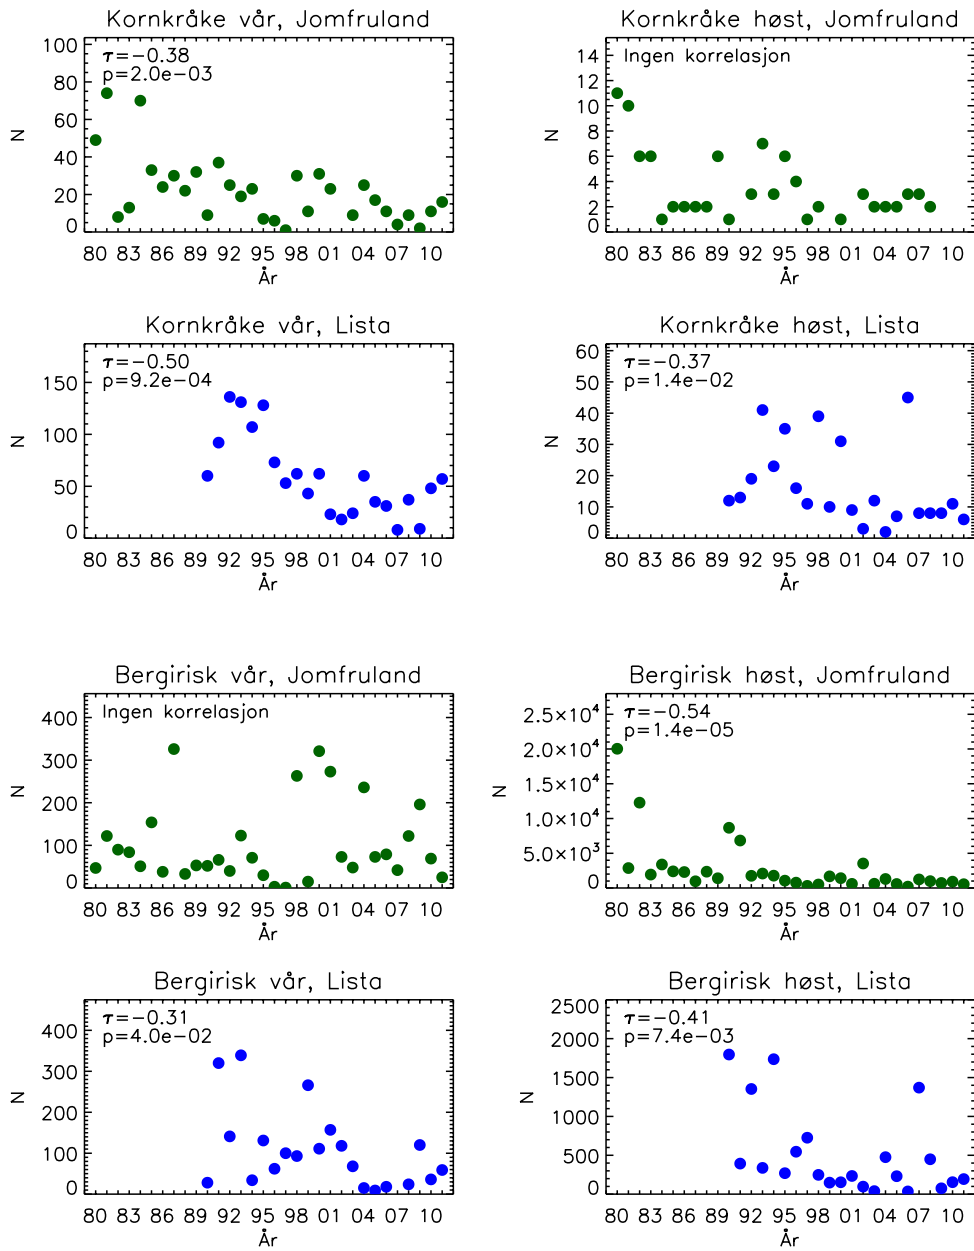 Kornkråke vår, Jomfruland
τ=−0.38
p=2.0e−03
100
80
60
40
20
0
N
80 83 86 89 92 95 98 01 04 07 10
År
Kornkråke høst, Jomfruland
Ingen korrelasjon
14
12
10
8
6
4
2
0
N
80 83 86 89 92 95 98 01 04 07 10
År
Kornkråke vår, Lista
τ=−0.50
p=9.2e−04
150
100
50
0
N
80 83 86 89 92 95 98 01 04 07 10
År
Kornkråke høst, Lista
τ=−0.37
p=1.4e−02
60
50
40
30
20
10
0
N
80 83 86 89 92 95 98 01 04 07 10
År
Bergirisk vår, Jomfruland
Ingen korrelasjon
400
300
200
100
0
N
80 83 86 89 92 95 98 01 04 07 10
År
Bergirisk høst, Jomfruland
τ=−0.54
p=1.4e−05
2.5×10⁴
2.0×10⁴
1.5×10⁴
1.0×10⁴
5.0×10³
0
N
80 83 86 89 92 95 98 01 04 07 10
År
Bergirisk vår, Lista
τ=−0.31
p=4.0e−02
400
300
200
100
0
N
80 83 86 89 92 95 98 01 04 07 10
År
Bergirisk høst, Lista
τ=−0.41
p=7.4e−03
2500
2000
1500
1000
500
0
N
80 83 86 89 92 95 98 01 04 07 10
År